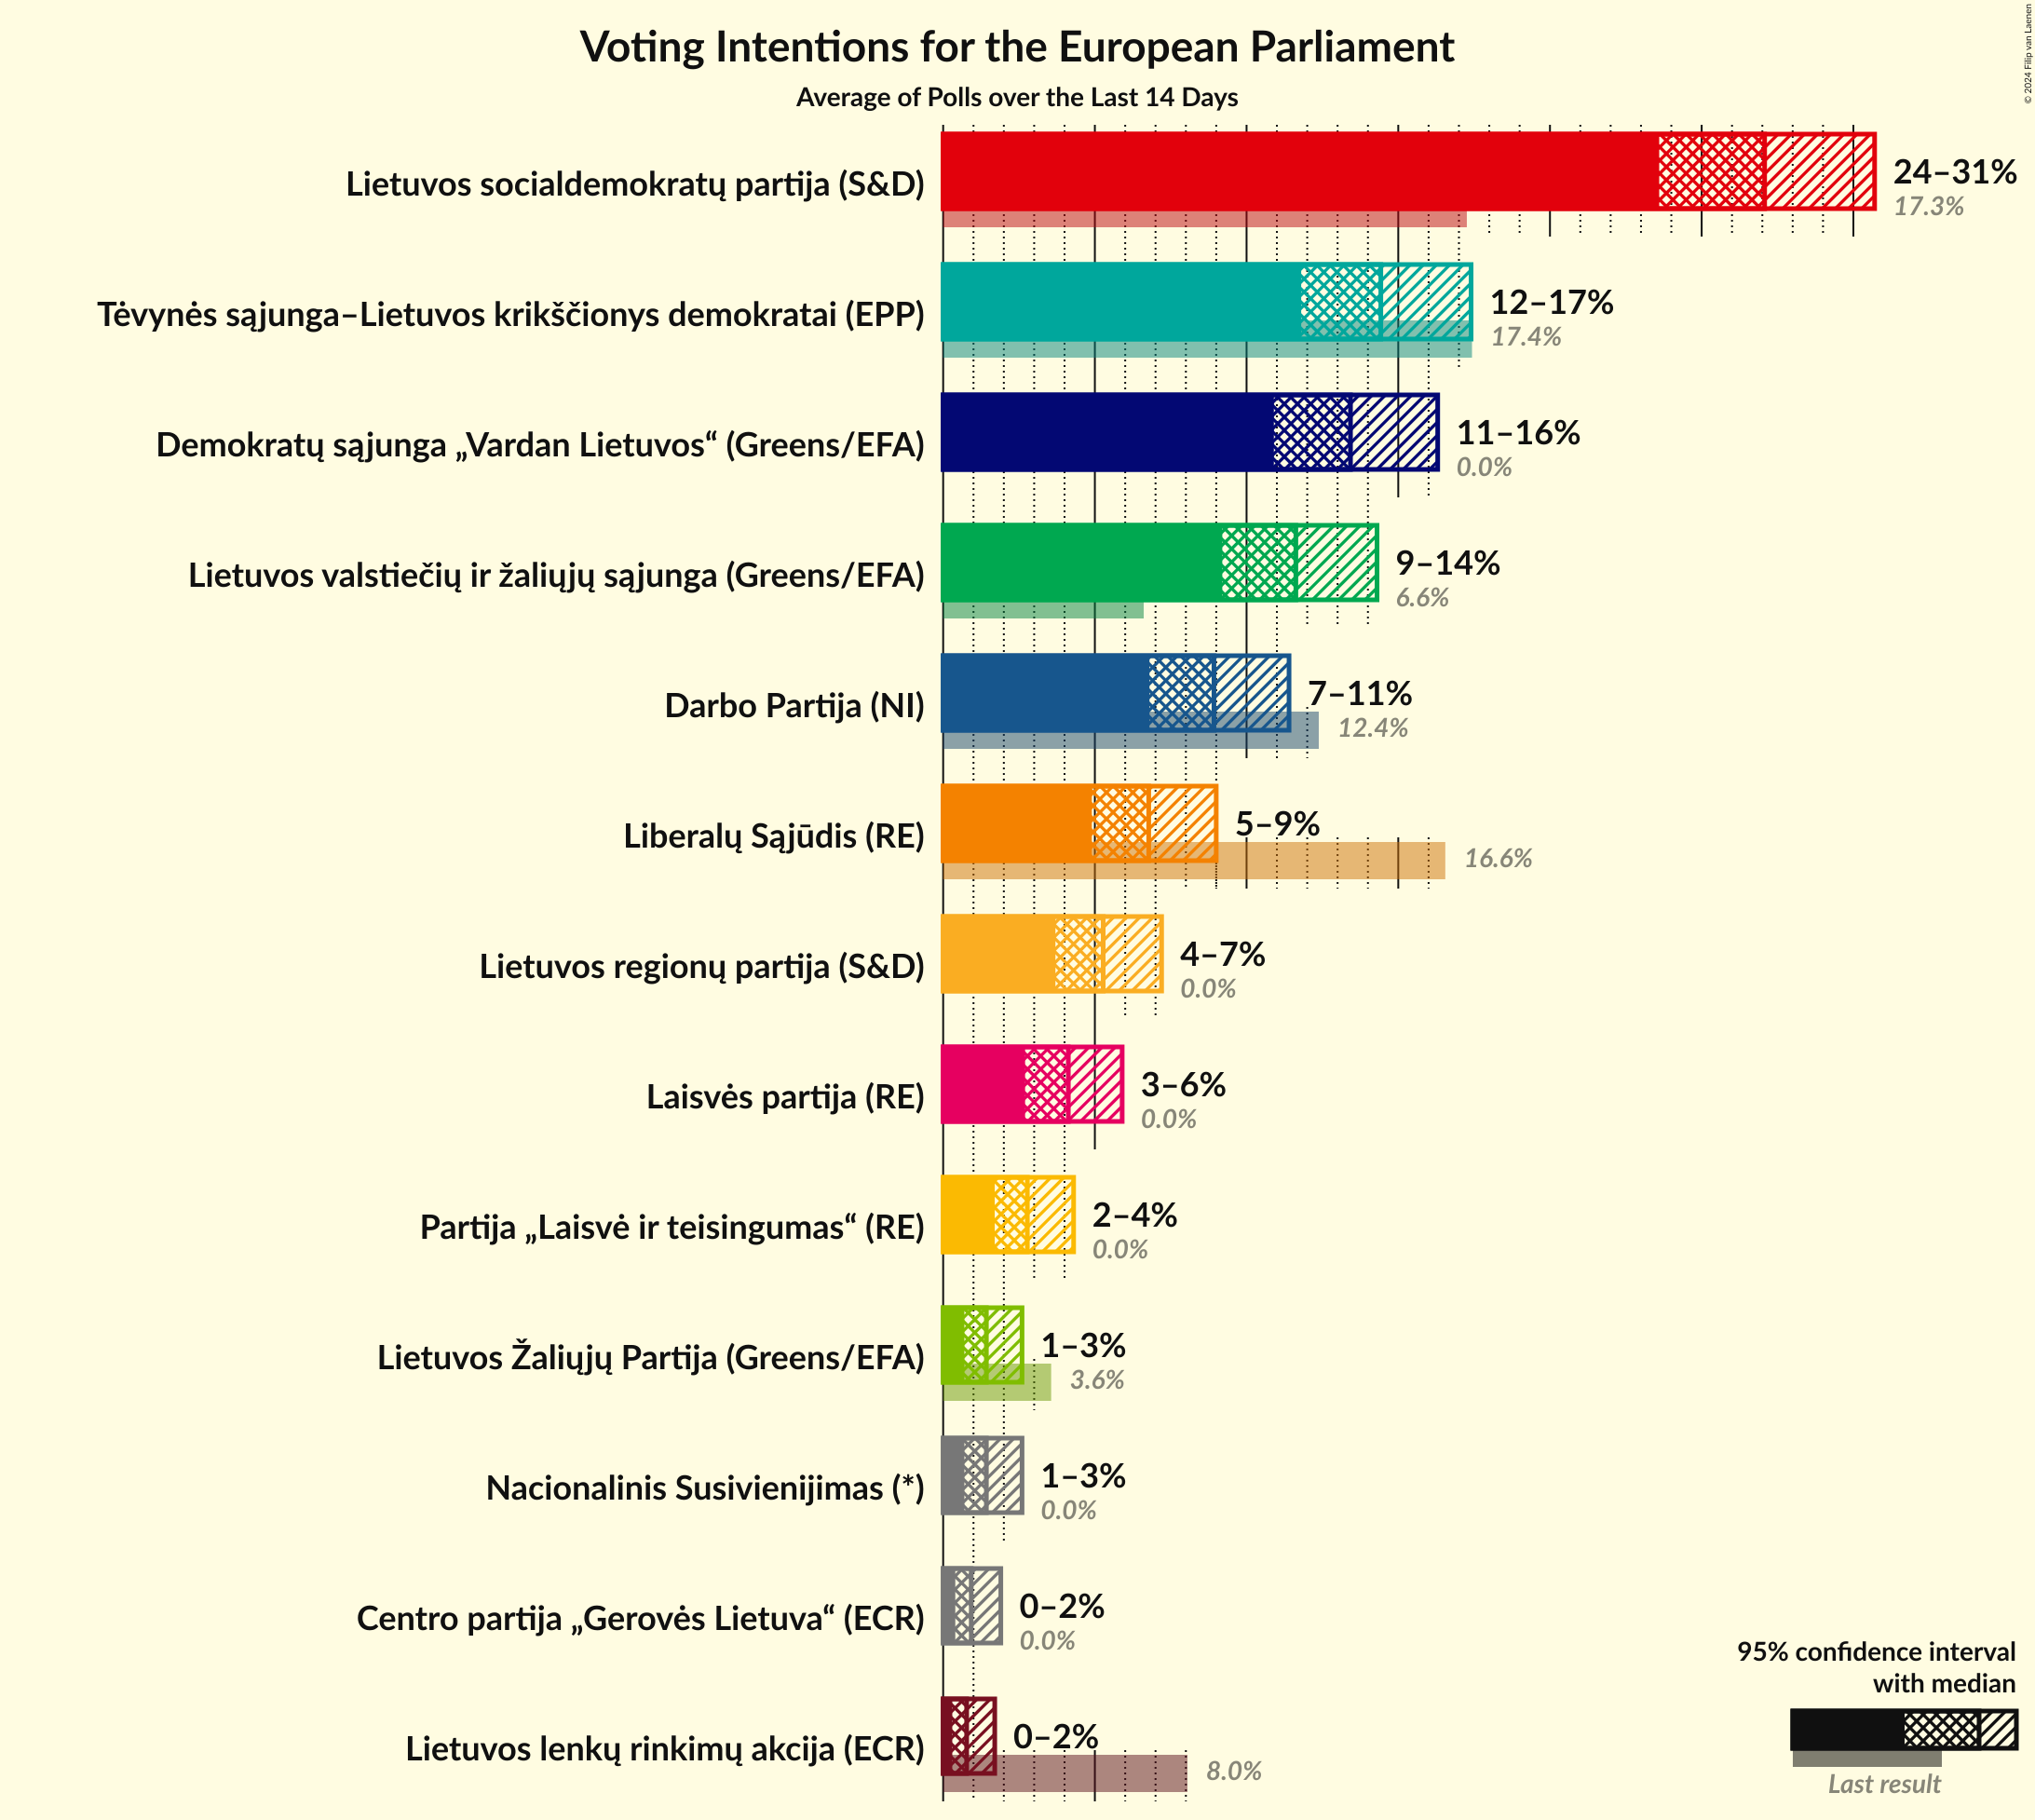 Voting Intentions for the European Parliament
Average of Polls over the Last 14 Days
© 2024 Filip van Laenen
Lietuvos socialdemokratų partija (S&D)
24–31%
17.3%
Tėvynės sąjunga–Lietuvos krikščionys demokratai (EPP)
12–17%
17.4%
Demokratų sąjunga „Vardan Lietuvos“ (Greens/EFA)
11–16%
0.0%
Lietuvos valstiečių ir žaliųjų sąjunga (Greens/EFA)
9–14%
6.6%
Darbo Partija (NI)
7–11%
12.4%
Liberalų Sąjūdis (RE)
5–9%
16.6%
Lietuvos regionų partija (S&D)
4–7%
0.0%
Laisvės partija (RE)
3–6%
0.0%
Partija „Laisvė ir teisingumas“ (RE)
2–4%
0.0%
Lietuvos Žaliųjų Partija (Greens/EFA)
1–3%
3.6%
Nacionalinis Susivienijimas (*)
1–3%
0.0%
Centro partija „Gerovės Lietuva“ (ECR)
0–2%
0.0%
Lietuvos lenkų rinkimų akcija (ECR)
0–2%
8.0%
95% confidence interval
with median
Last result